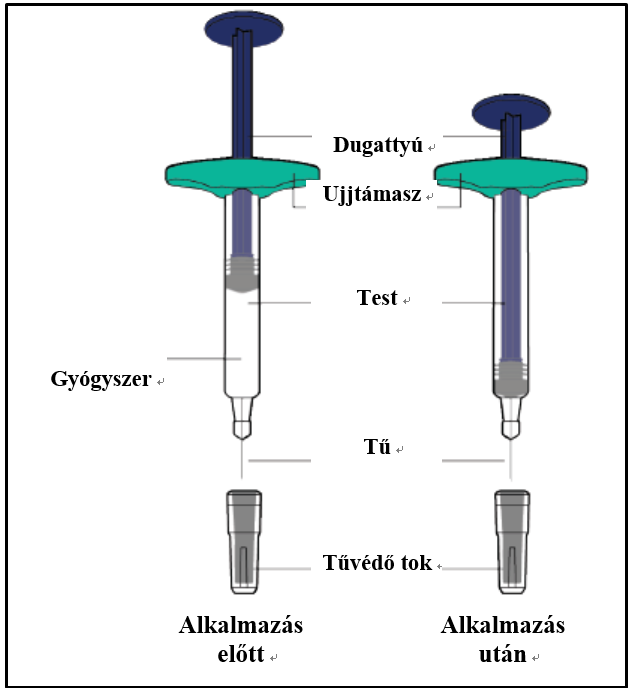 Dugattyú
Ujjtámasz
Test
Gyógyszer
Tű
Tűvédő tok
Alkalmazás
előtt
Alkalmazás
után